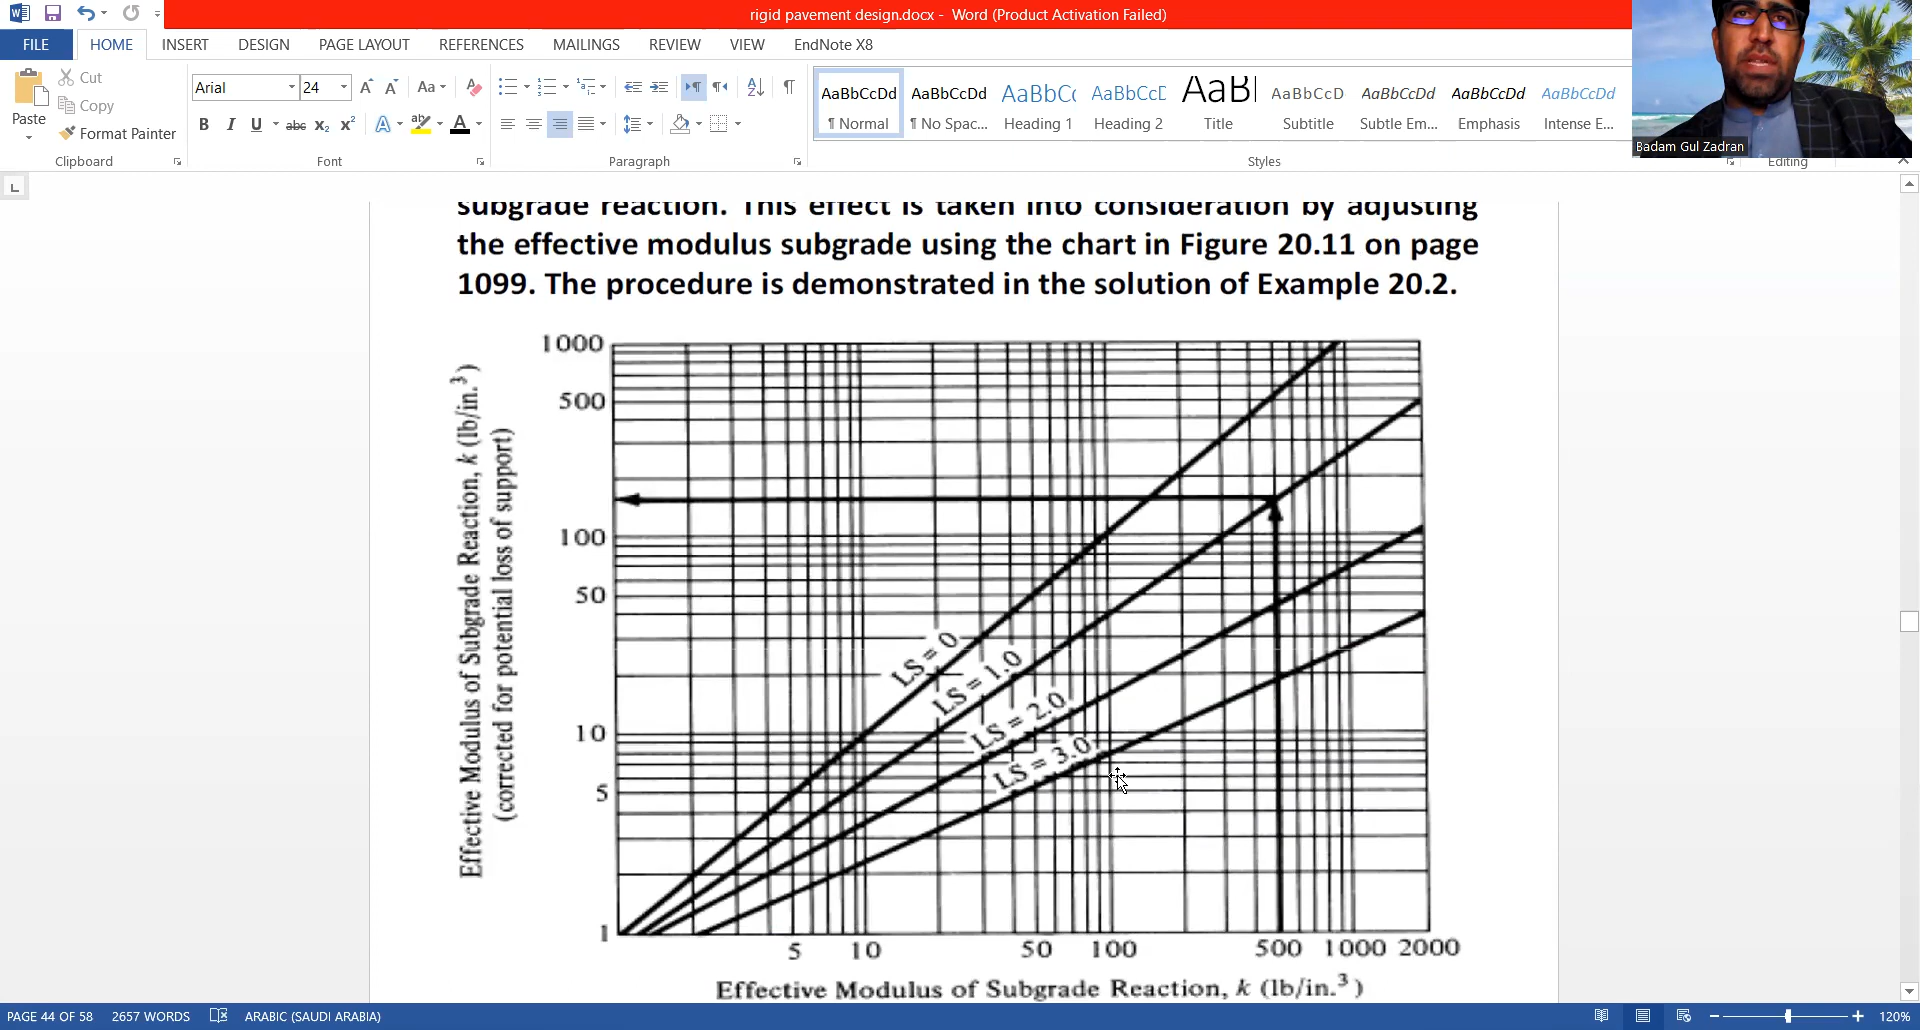 rigid pavement design.docx - Word (Product Activation Failed)
FILE HOME INSERT DESIGN PAGE LAYOUT REFERENCES MAILINGS REVIEW VIEW EndNote X8
Paste
Cut
Copy
Format Painter
Clipboard
Arial 24
Font
Paragraph
AaBbCcDd AaBbCcDd AaBbC AaBbCcD AaB AaBbCcD AaBbCcDd AaBbCcDd AaBbCcDd
¶ Normal ¶ No Spac... Heading 1 Heading 2 Title Subtitle Subtle Em... Emphasis Intense E...
Styles
Editing
Badam Gul Zadran
subgrade reaction. This effect is taken into consideration by adjusting
the effective modulus subgrade using the chart in Figure 20.11 on page
1099. The procedure is demonstrated in the solution of Example 20.2.
Effective Modulus of Subgrade Reaction, k (lb/in.³)
(corrected for potential loss of support)
1000
500
100
50
10
5
1
LS = 0
LS = 1.0
LS = 2.0
LS = 3.0
5 10 50 100 500 1000 2000
Effective Modulus of Subgrade Reaction, k (lb/in.³)
PAGE 44 OF 58 2657 WORDS ARABIC (SAUDI ARABIA) 120%